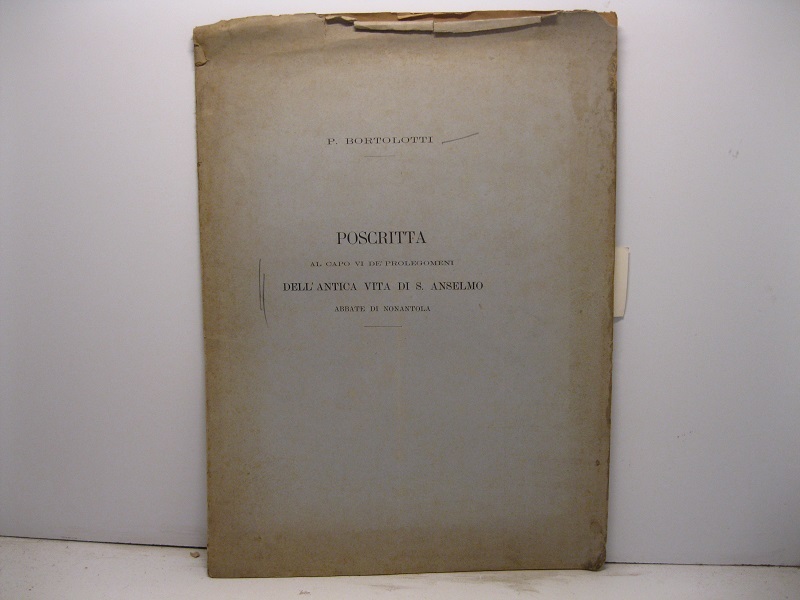 P. BORTOLOTTI
POSCRITTA
AL CAPO VI DE' PROLEGOMENI
DELL'ANTICA VITA DI S. ANSELMO
ABBATE DI NONANTOLA